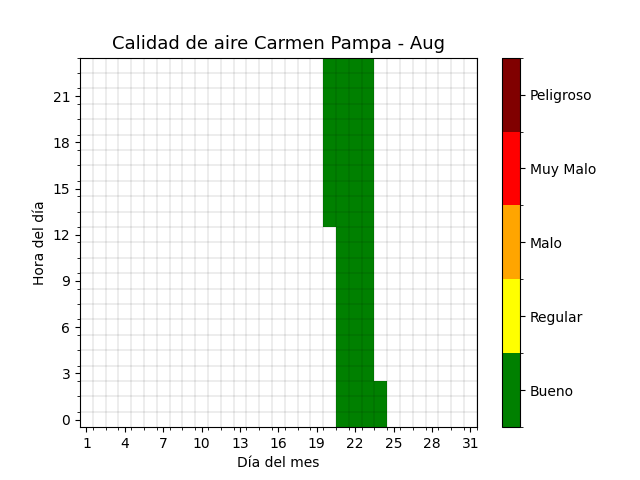 Calidad de aire Carmen Pampa - Aug
Hora del día
21
18
15
12
9
6
3
0
1 4 7 10 13 16 19 22 25 28 31
Día del mes
Peligroso
Muy Malo
Malo
Regular
Bueno